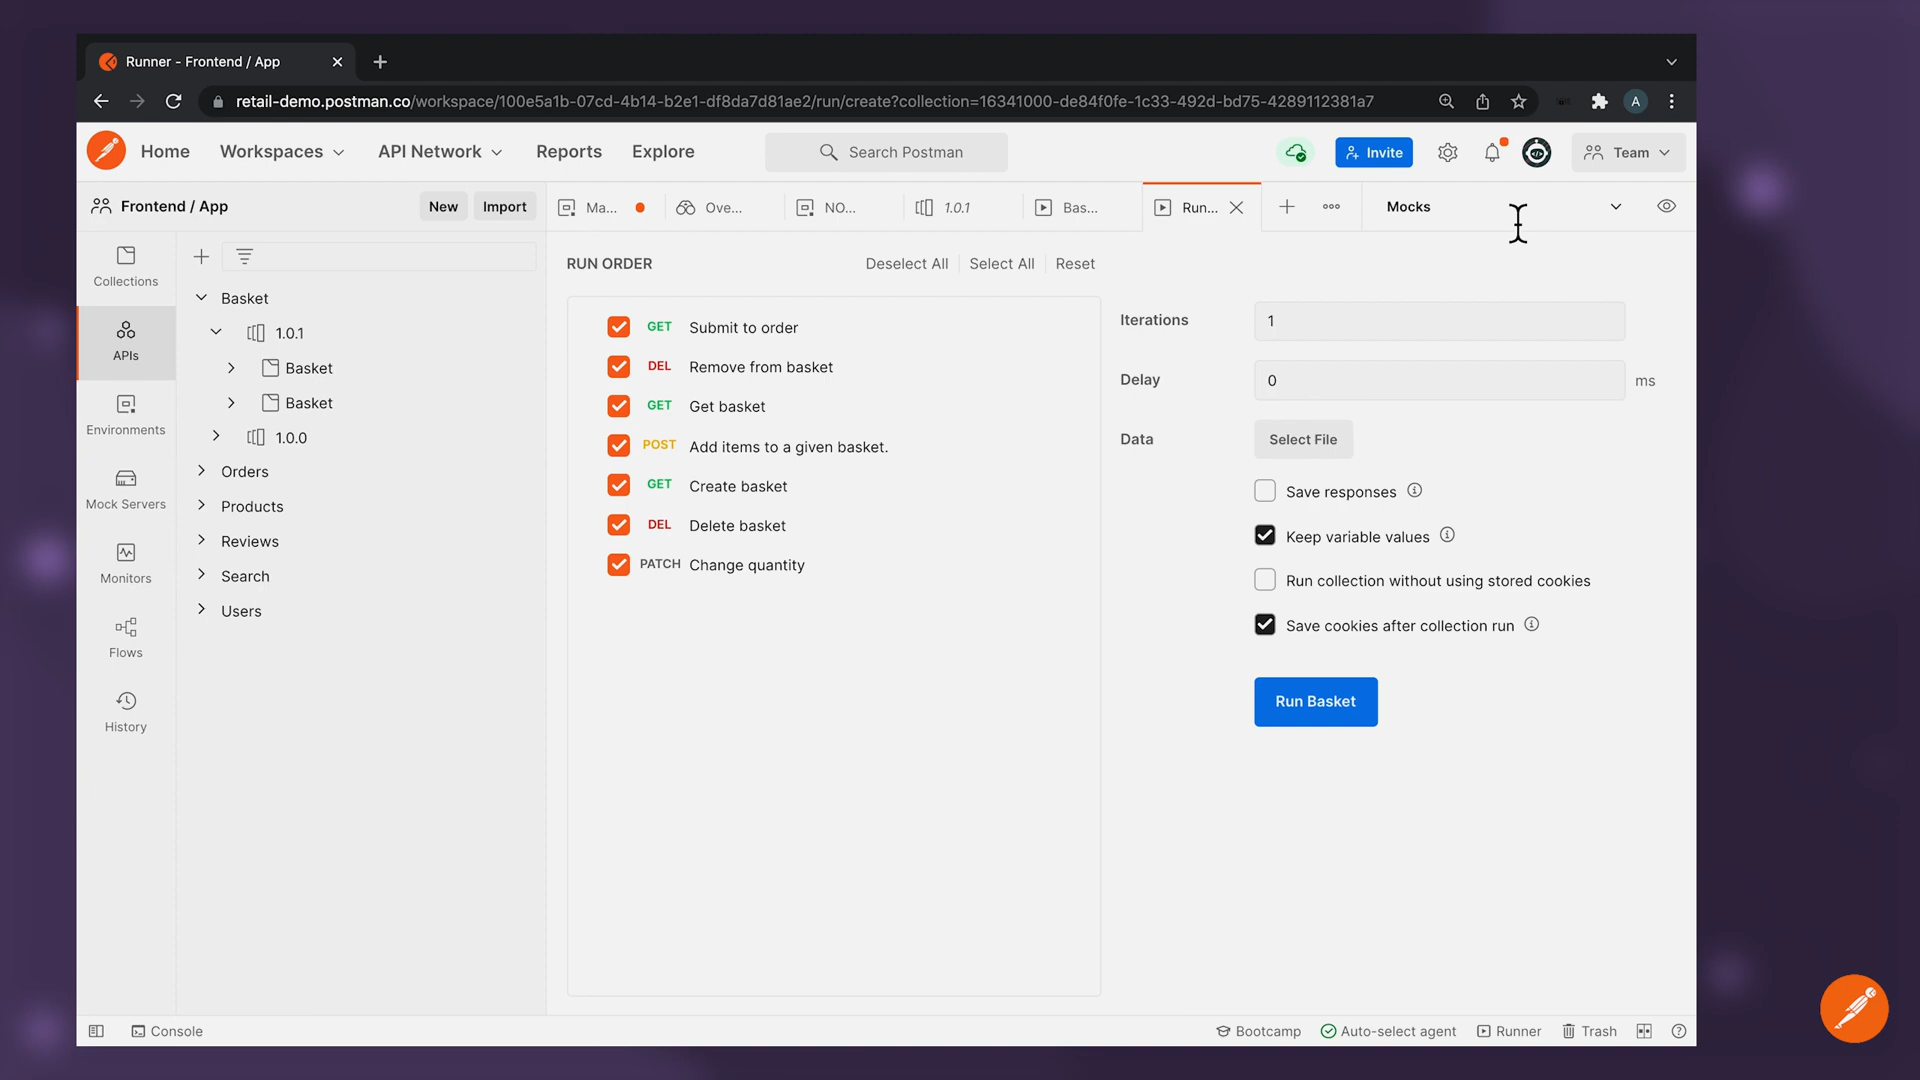 Runner - Frontend / App
retail-demo.postman.co/workspace/100e5a1b-07cd-4b14-b2e1-df8da7d81ae2/run/create?collection=16341000-de84f0fe-1c33-492d-bd75-4289112381a7
A
Home
Workspaces
API Network
Reports
Explore
Search Postman
Invite
Team
Frontend / App
New
Import
Ma...
Ove...
NO...
1.0.1
Bas...
Run...
Mocks
Collections
APIs
Environments
Mock Servers
Monitors
Flows
History
Basket
1.0.1
Basket
Basket
1.0.0
Orders
Products
Reviews
Search
Users
RUN ORDER
Deselect All
Select All
Reset
GET Submit to order
DEL Remove from basket
GET Get basket
POST Add items to a given basket.
GET Create basket
DEL Delete basket
PATCH Change quantity
Iterations 1
Delay 0 ms
Data Select File
Save responses
Keep variable values
Run collection without using stored cookies
Save cookies after collection run
Run Basket
Console
Bootcamp
Auto-select agent
Runner
Trash